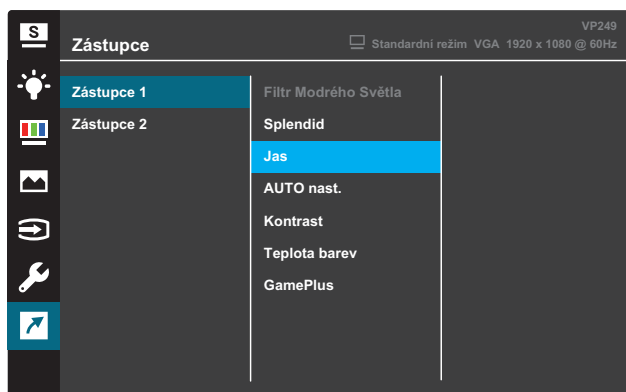 S
VP249
Zástupce
Standardní režim VGA 1920 x 1080 @ 60Hz
Zástupce 1
Zástupce 2
Filtr Modrého Světla
Splendid
Jas
AUTO nast.
Kontrast
Teplota barev
GamePlus